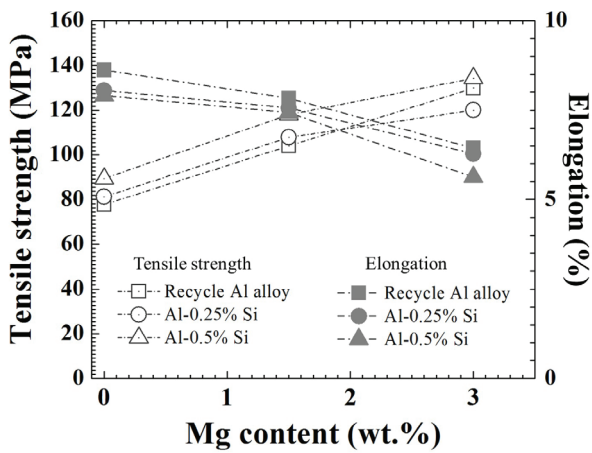 160
140
120
100
80
60
40
20
0
Tensile strength (MPa)
10
5
0
Elongation (%)
Tensile strength
Recycle Al alloy
Al-0.25% Si
Al-0.5% Si
Elongation
Recycle Al alloy
Al-0.25% Si
Al-0.5% Si
0 1 2 3
Mg content (wt.%)